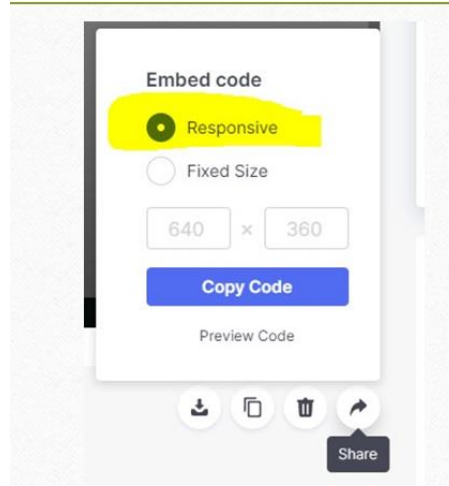 Embed code
Responsive
Fixed Size
640 × 360
Copy Code
Preview Code
Share